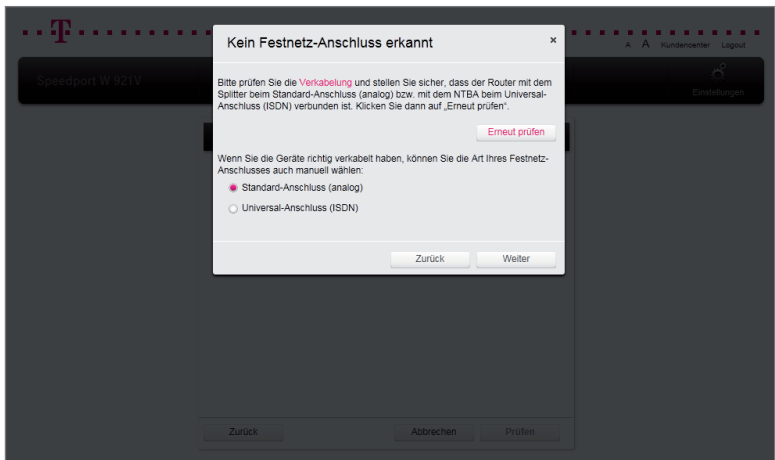 T
Kein Festnetz-Anschluss erkannt ×
A A Kundencenter Logout
Speedport W 921V
Einstellungen
Bitte prüfen Sie die Verkabelung und stellen Sie sicher, dass der Router mit dem
Splitter beim Standard-Anschluss (analog) bzw. mit dem NTBA beim Universal-
Anschluss (ISDN) verbunden ist. Klicken Sie dann auf „Erneut prüfen“.
Erneut prüfen
Wenn Sie die Geräte richtig verkabelt haben, können Sie die Art Ihres Festnetz-
Anschlusses auch manuell wählen:
Standard-Anschluss (analog)
Universal-Anschluss (ISDN)
Zurück Weiter
Zurück Abbrechen Prüfen